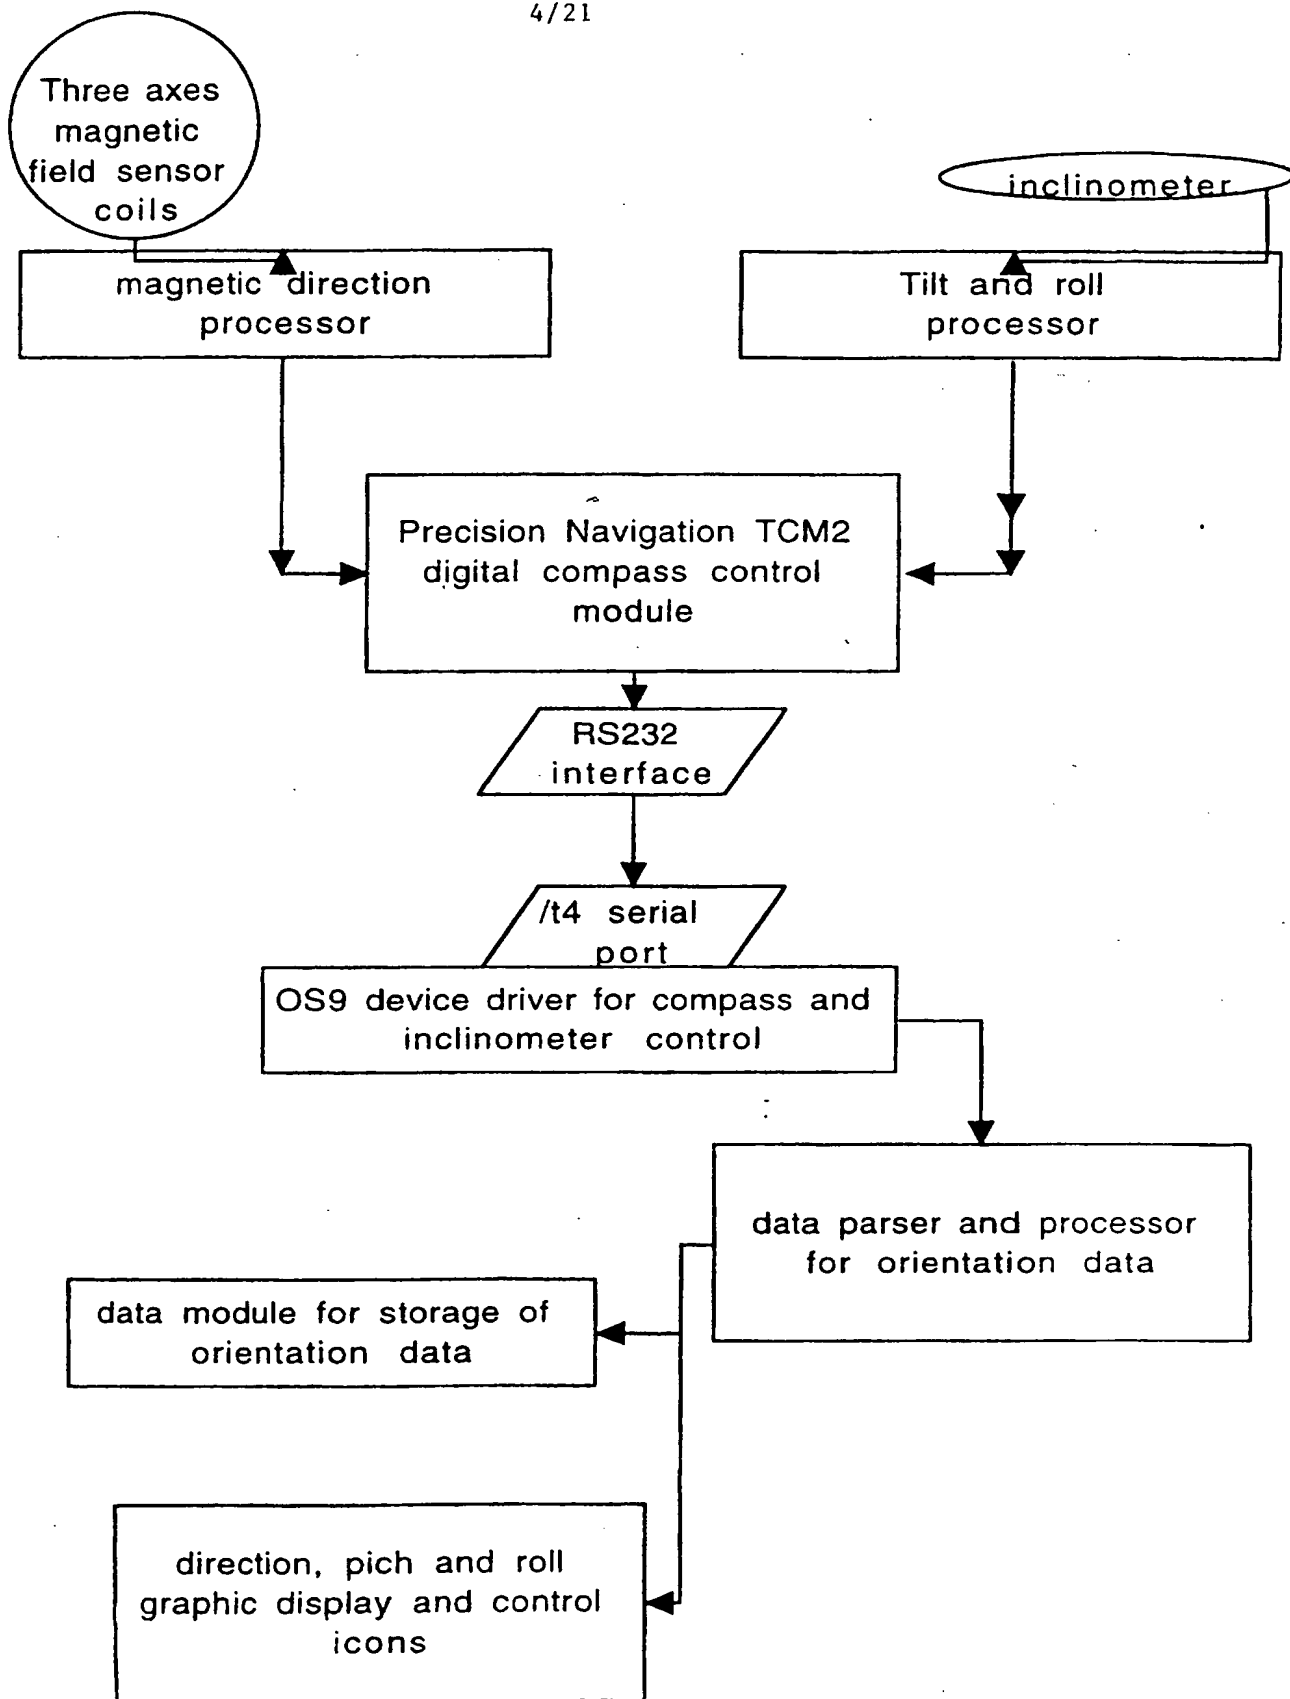 4/21
Three axes
magnetic
field sensor
coils
inclinometer
magnetic direction
processor
Tilt and roll
processor
Precision Navigation TCM2
digital compass control
module
RS232
interface
/t4 serial
port
OS9 device driver for compass and
inclinometer control
data parser and processor
for orientation data
data module for storage of
orientation data
direction, pich and roll
graphic display and control
icons